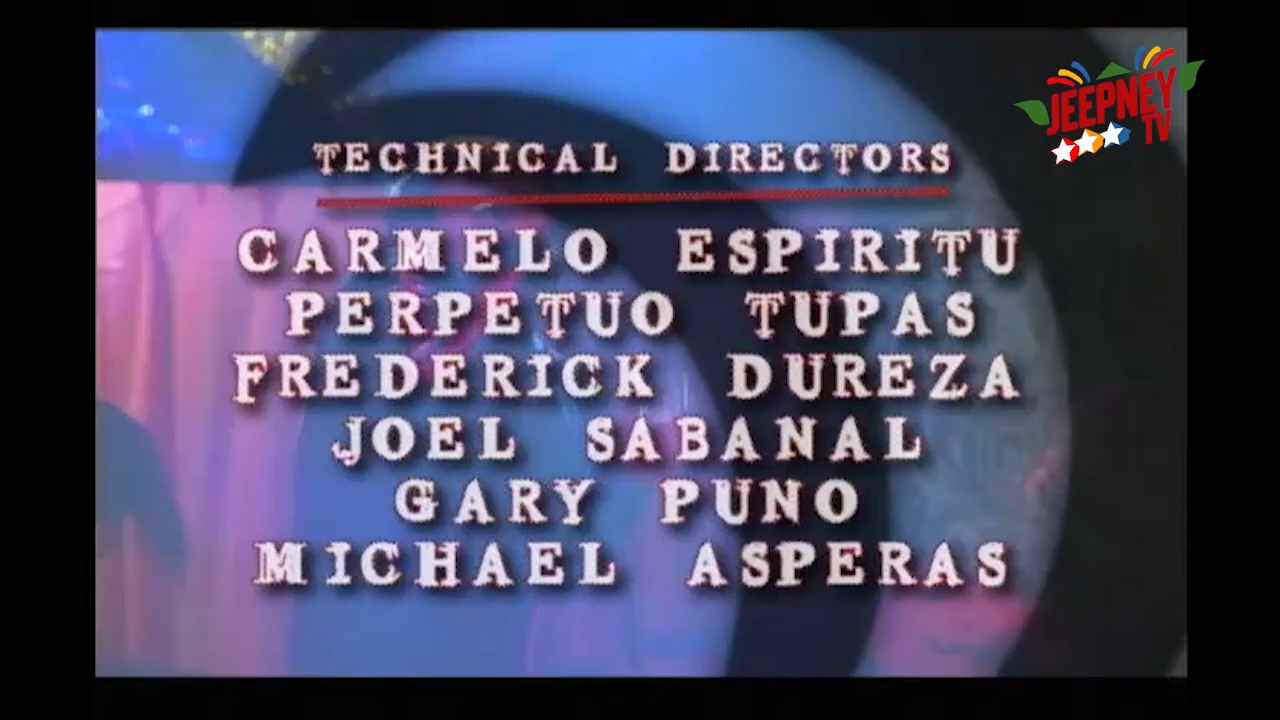 JEEPNEY
TV
TECHNICAL DIRECTORS
CARMELO ESPIRITU
PERPETUO TUPAS
FREDERICK DUREZA
JOEL SABANAL
GARY PUNO
MICHAEL ASPERAS